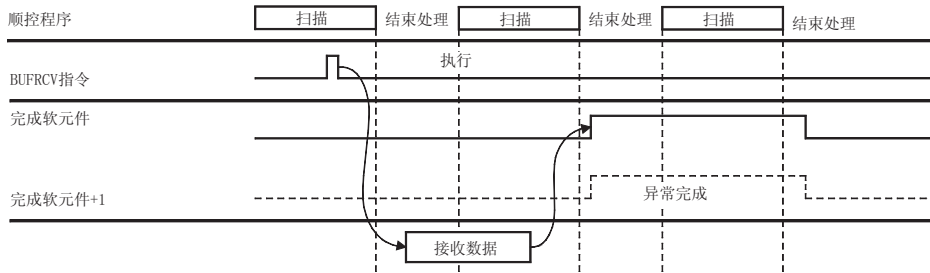 顺控程序 扫描 结束处理 扫描 结束处理 扫描 结束处理
执行
BUFRCV指令
完成软元件
完成软元件+1 异常完成
接收数据